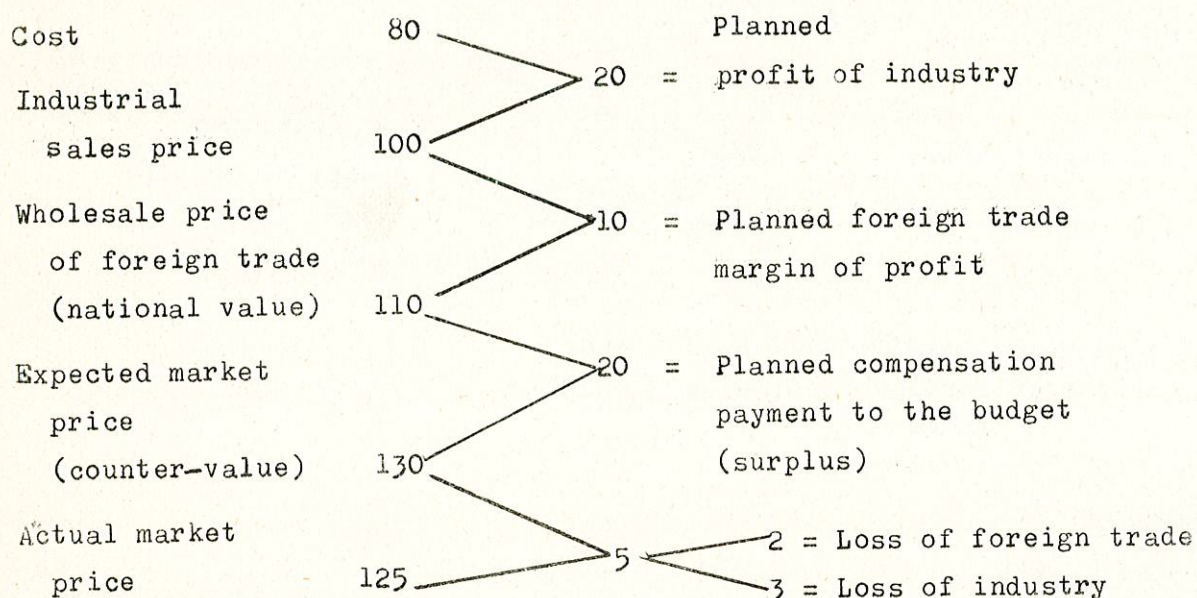 Cost 80 Planned
20 = profit of industry
Industrial
sales price 100
Wholesale price 10 = Planned foreign trade
of foreign trade margin of profit
(national value) 110
Expected market 20 = Planned compensation
price payment to the budget
(counter-value) 130 (surplus)
Actual market 5 2 = Loss of foreign trade
price 125 3 = Loss of industry